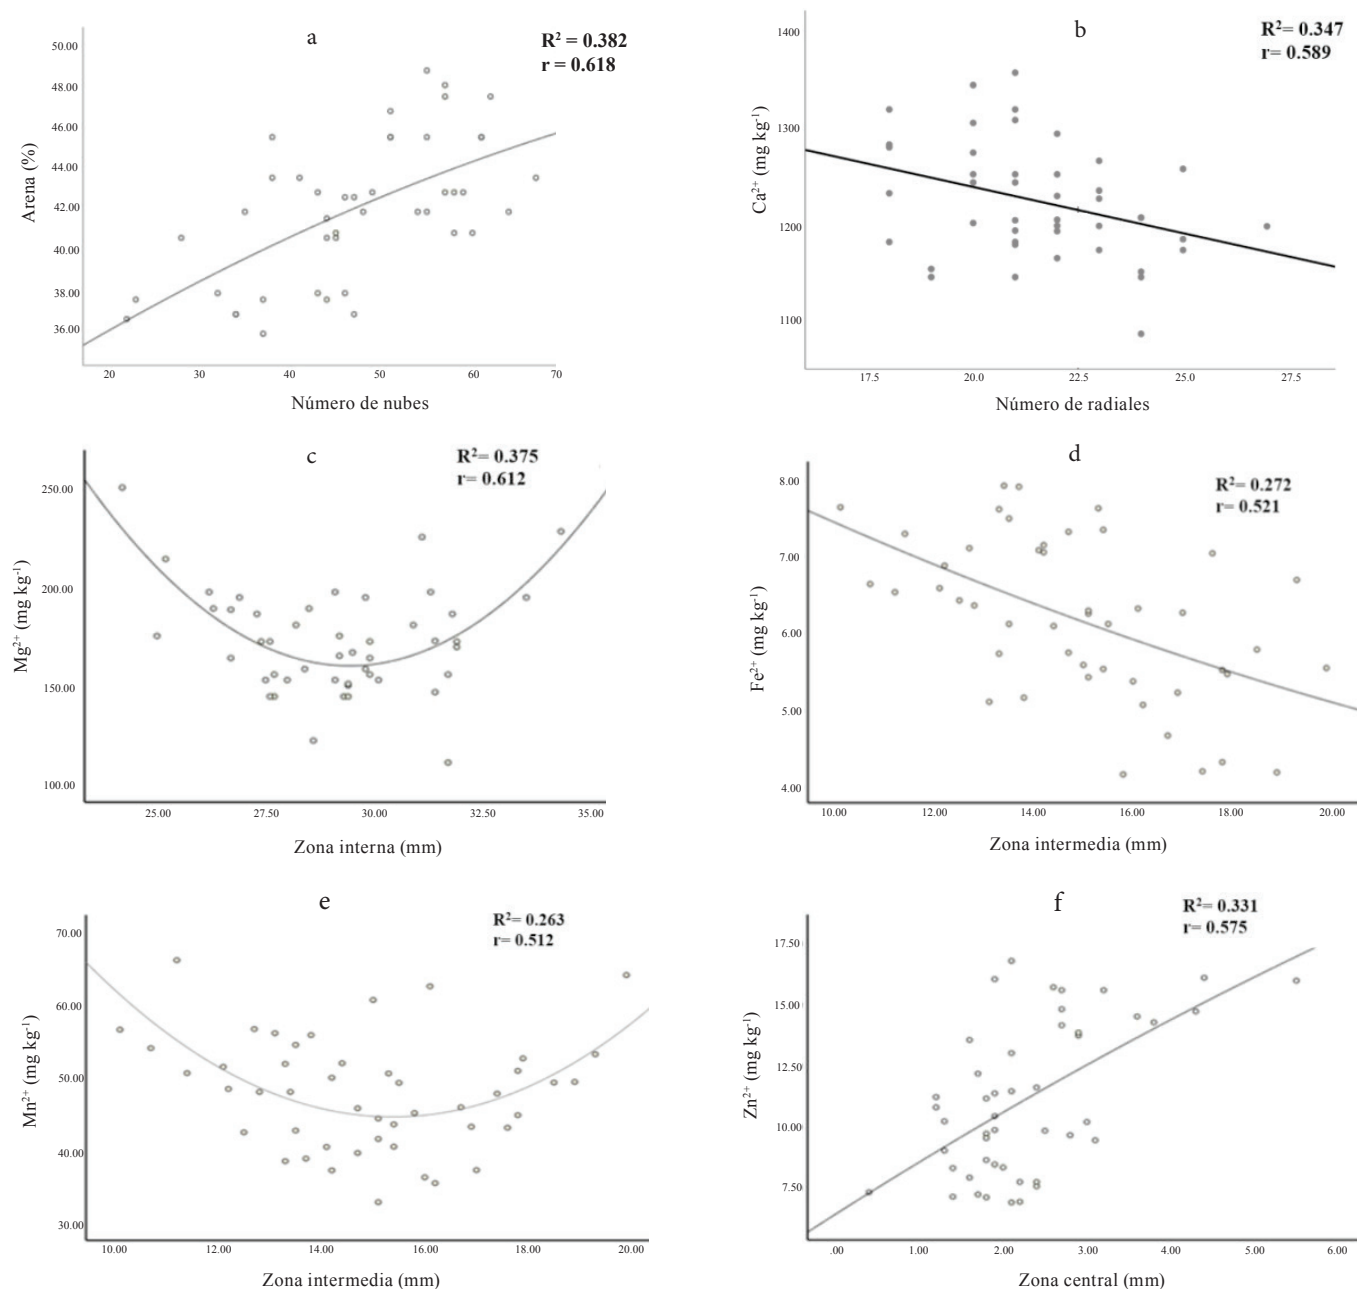 a
R² = 0.382
r = 0.618
Arena (%)
50.00
48.00
46.00
44.00
42.00
40.00
38.00
36.00
20 30 40 50 60 70
Número de nubes
b
R²= 0.347
r= 0.589
Ca²⁺ (mg kg⁻¹)
1400
1300
1200
1100
17.5 20.0 22.5 25.0 27.5
Número de radiales
c
R²= 0.375
r= 0.612
Mg²⁺ (mg kg⁻¹)
250.00
200.00
150.00
100.00
25.00 27.50 30.00 32.50 35.00
Zona interna (mm)
d
R²= 0.272
r= 0.521
Fe²⁺ (mg kg⁻¹)
8.00
7.00
6.00
5.00
4.00
10.00 12.00 14.00 16.00 18.00 20.00
Zona intermedia (mm)
e
R²= 0.263
r= 0.512
Mn²⁺ (mg kg⁻¹)
70.00
60.00
50.00
40.00
30.00
10.00 12.00 14.00 16.00 18.00 20.00
Zona intermedia (mm)
f
R²= 0.331
r= 0.575
Zn²⁺ (mg kg⁻¹)
17.50
15.00
12.50
10.00
7.50
.00 1.00 2.00 3.00 4.00 5.00 6.00
Zona central (mm)